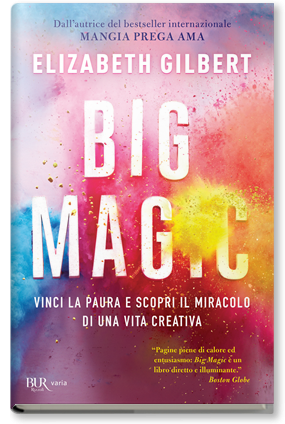 Dall'autrice del bestseller internazionale
MANGIA PREGA AMA
ELIZABETH GILBERT
BIG
MAGIC
VINCI LA PAURA E SCOPRI IL MIRACOLO
DI UNA VITA CREATIVA
"Pagine piene di calore ed
entusiasmo: Big Magic è un
libro diretto e illuminante."
Boston Globe
BUR varia
Rizzoli